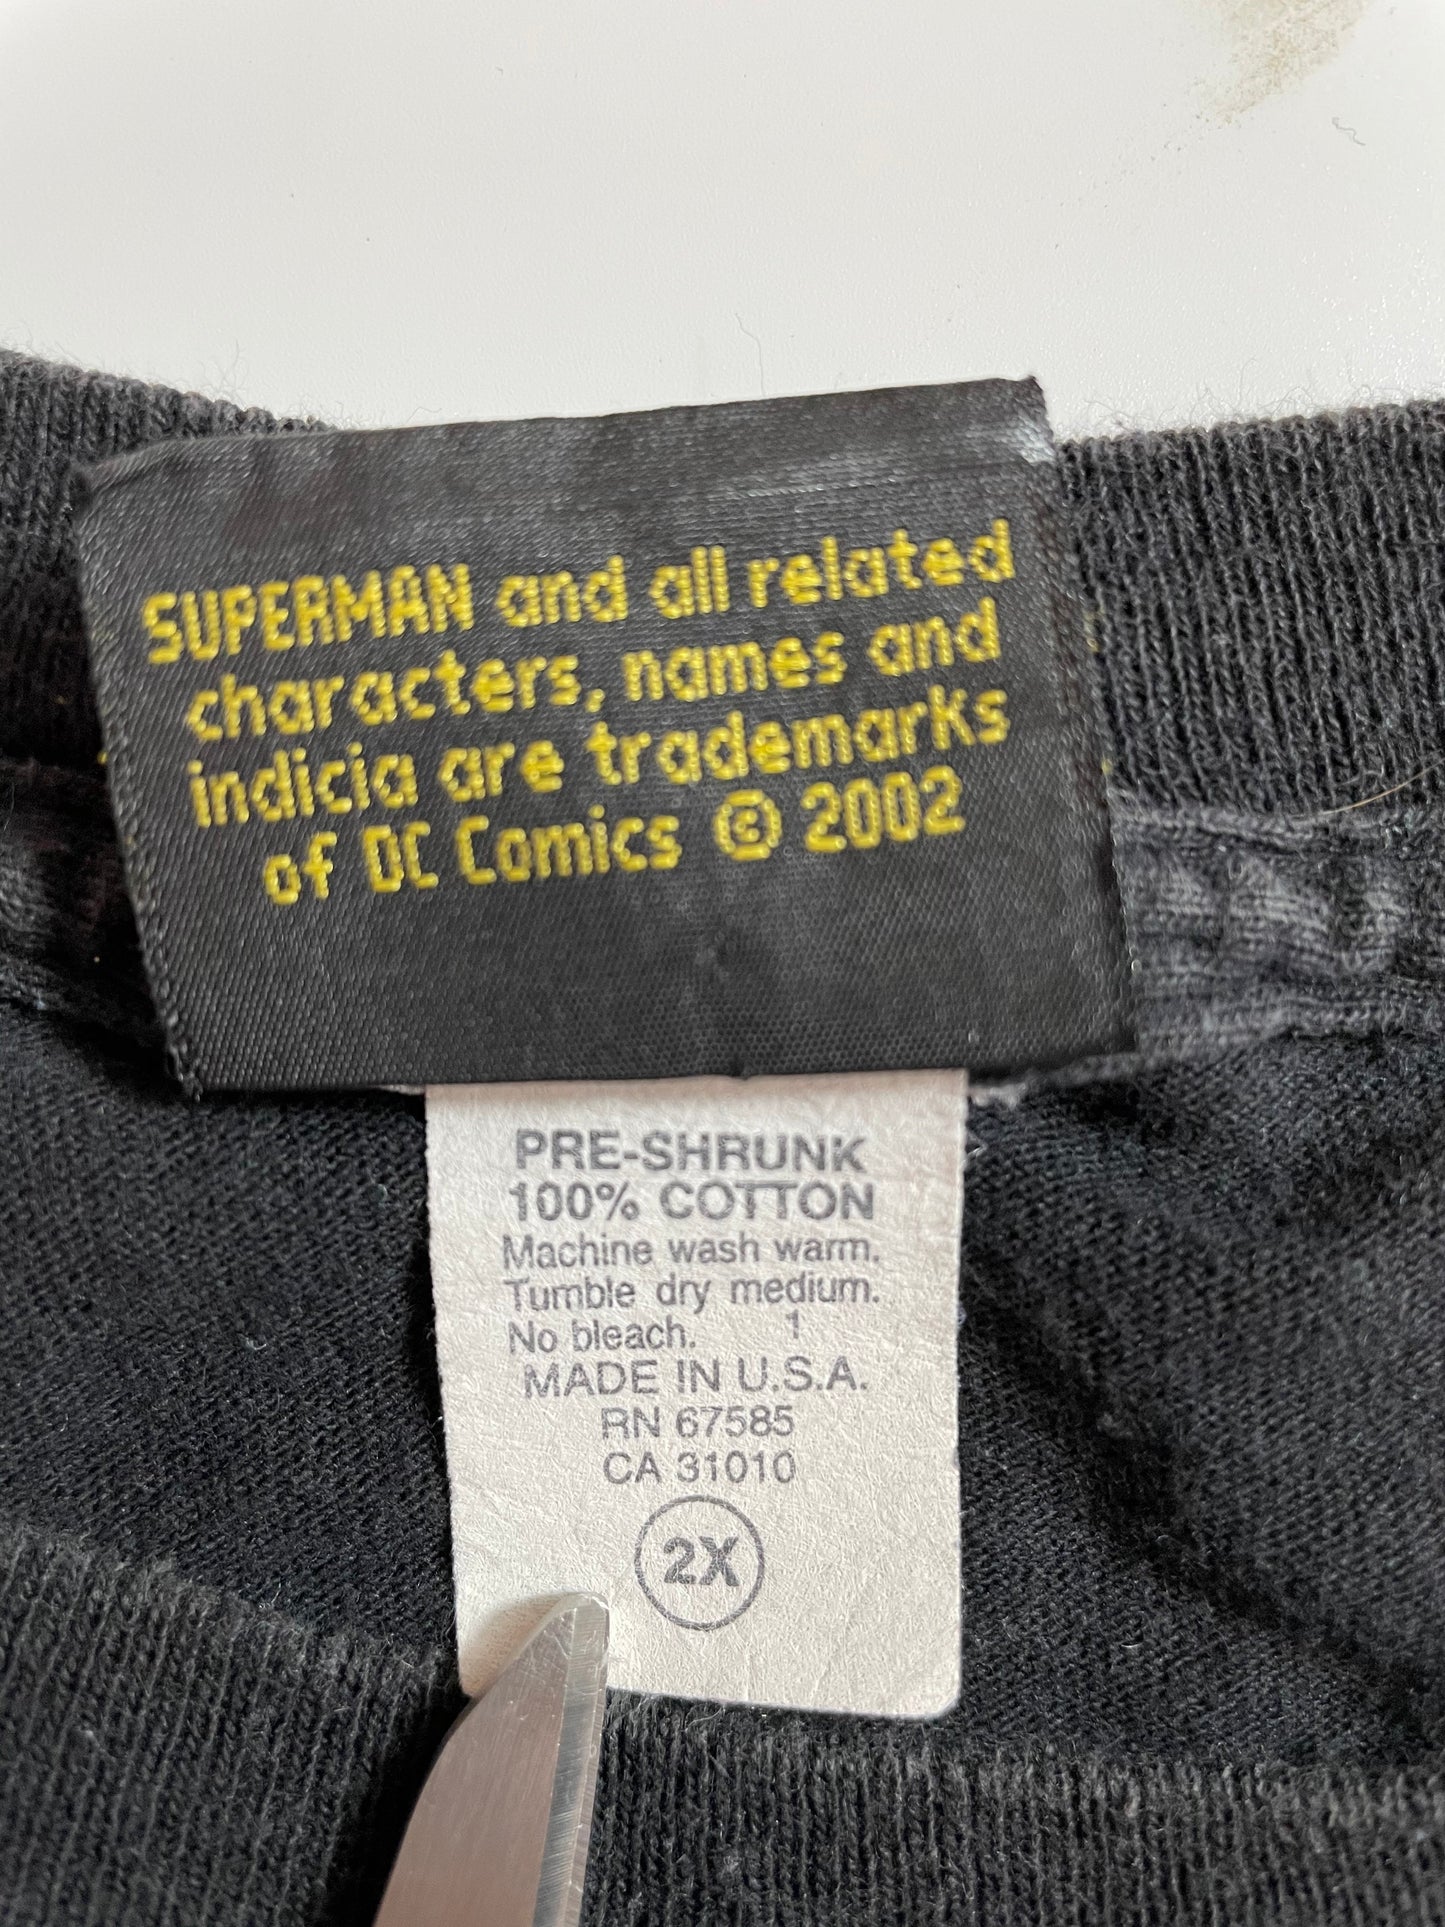 SUPERMAN and all related
characters, names and
indicia are trademarks
of DC Comics © 2002
PRE-SHRUNK
100% COTTON
Machine wash warm.
Tumble dry medium.
No bleach. 1
MADE IN U.S.A.
RN 67585
CA 31010
2X